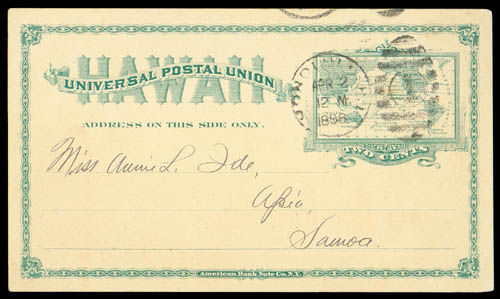 HAWAII
UNIVERSAL POSTAL UNION
ADDRESS ON THIS SIDE ONLY.
HONOLULU
APR 2
12 M
1896
TWO CENTS
Miss Annie L. Ide,
Apia,
Samoa.
American Bank Note Co. N.Y.